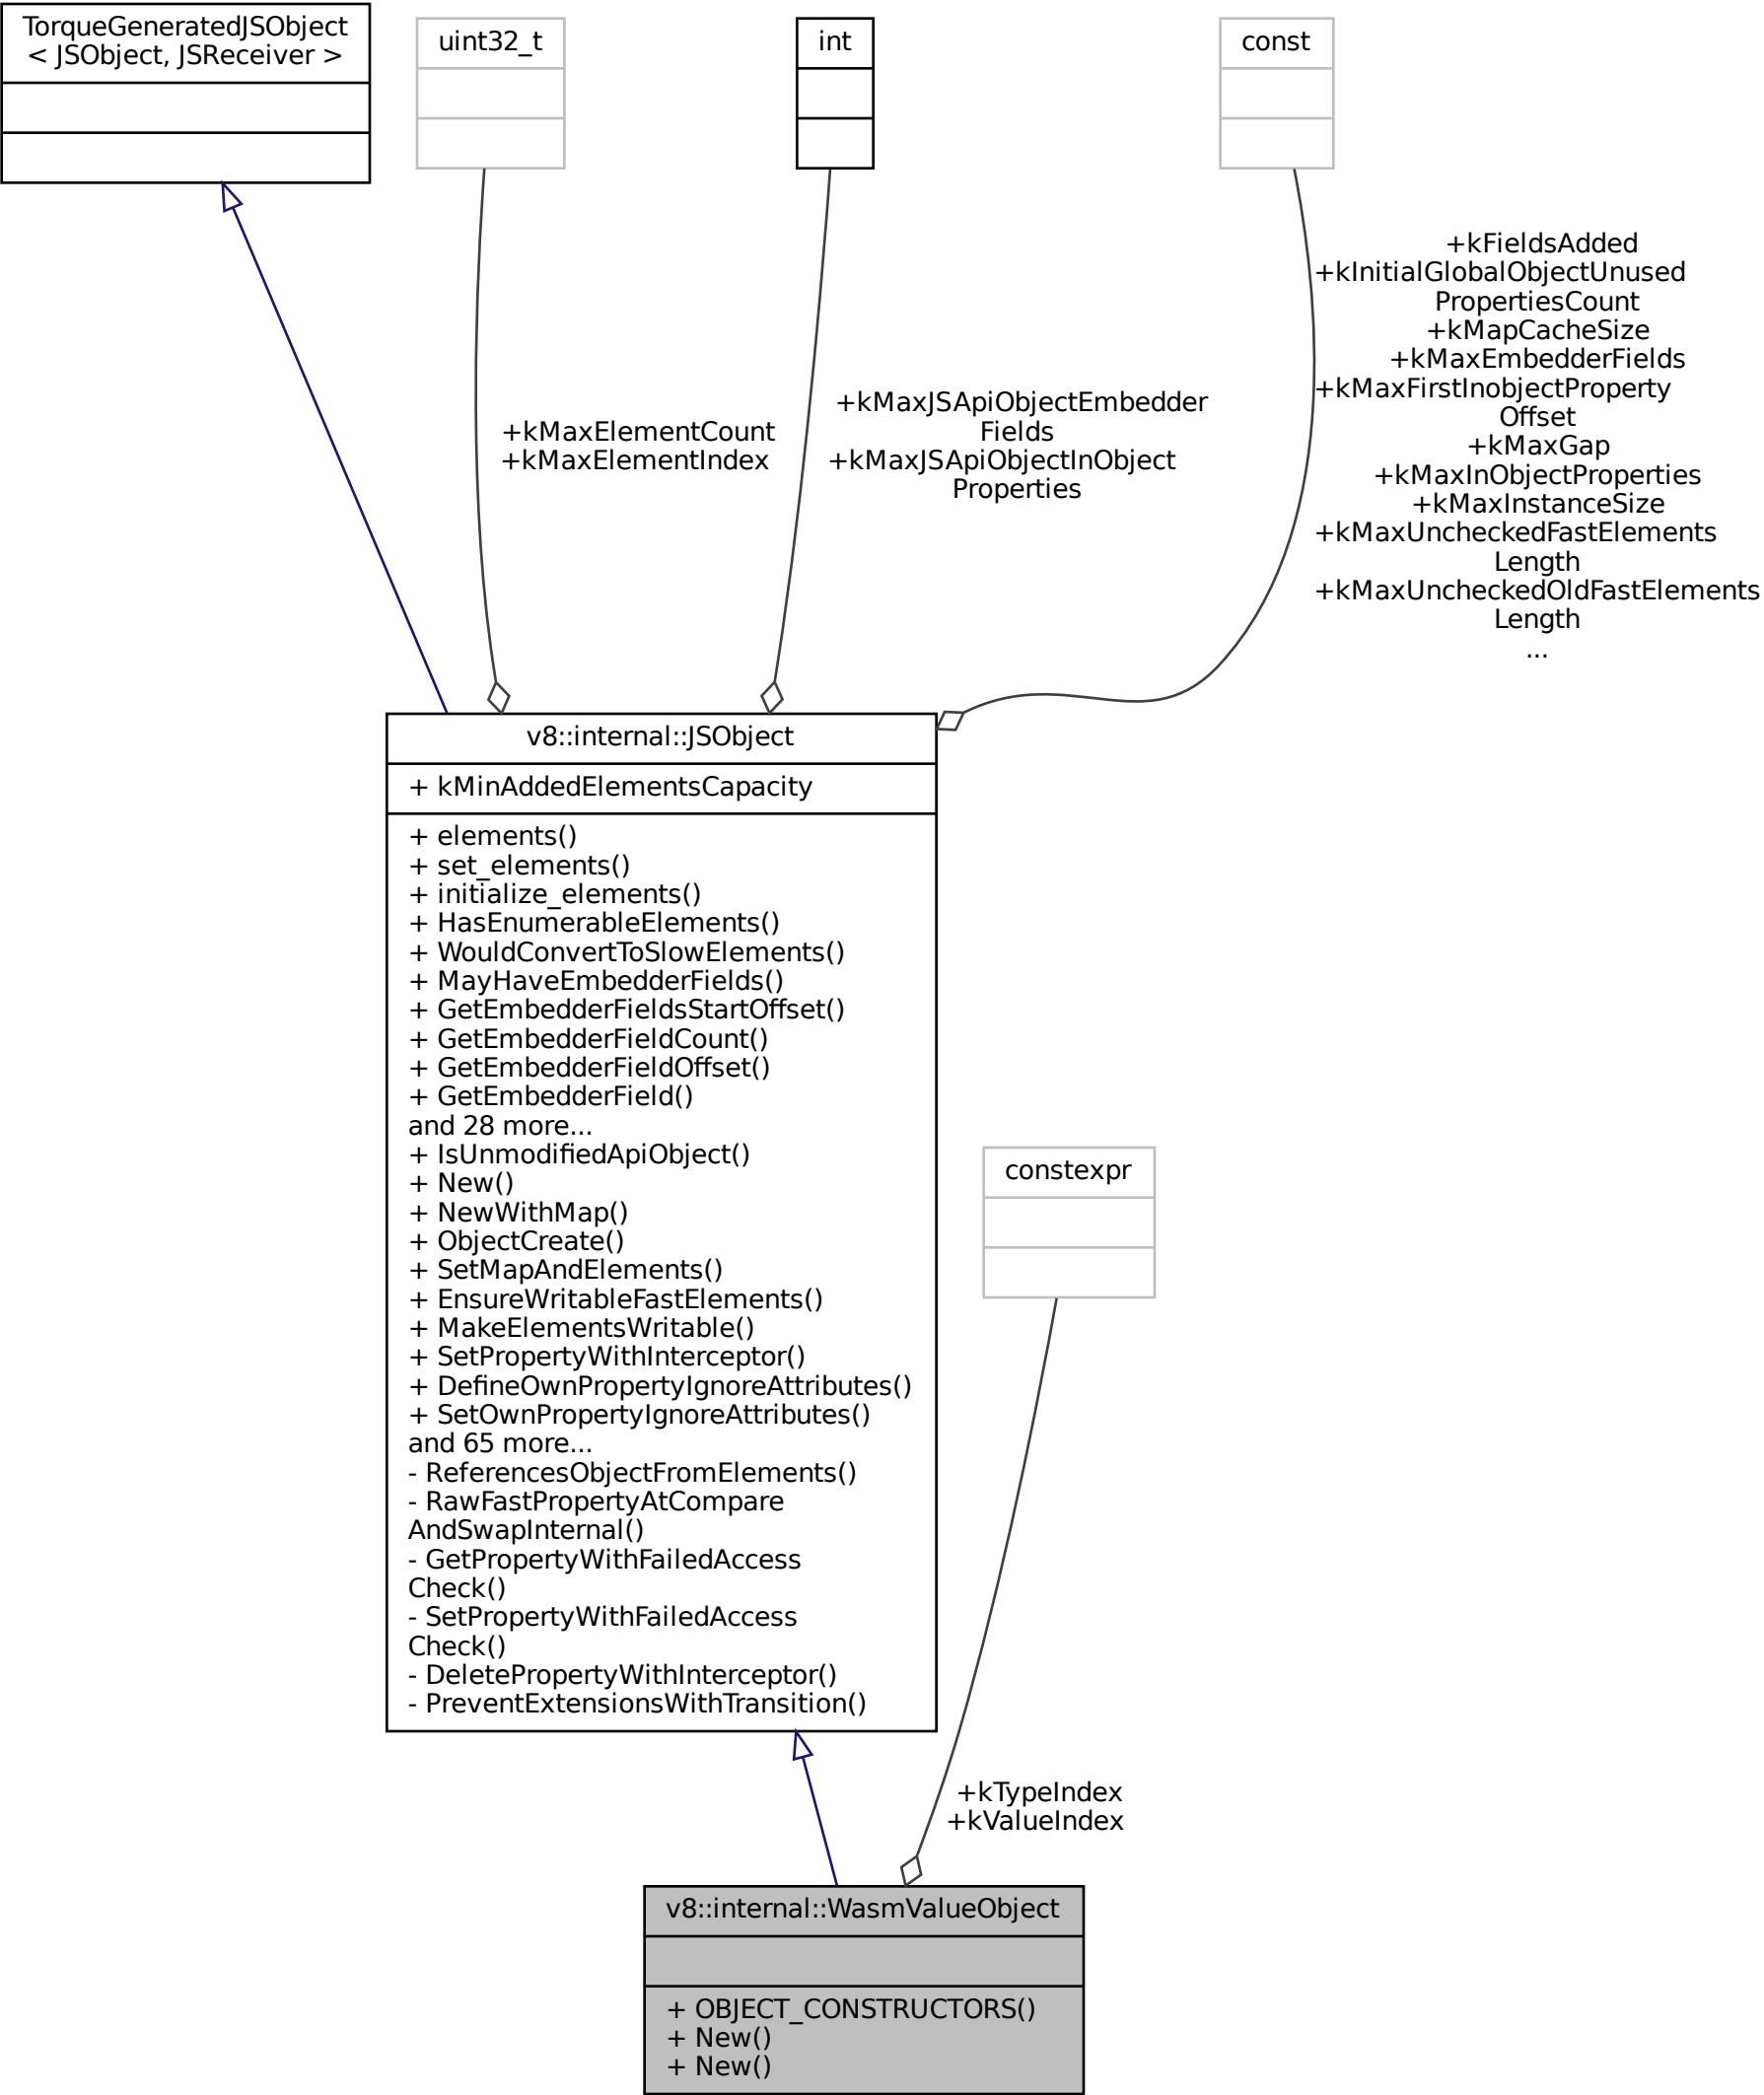 TorqueGeneratedJSObject
< JSObject, JSReceiver >
uint32_t
int
const
+kFieldsAdded
+kInitialGlobalObjectUnused
PropertiesCount
+kMapCacheSize
+kMaxEmbedderFields
+kMaxFirstInobjectProperty
Offset
+kMaxGap
+kMaxInObjectProperties
+kMaxInstanceSize
+kMaxUncheckedFastElements
Length
+kMaxUncheckedOldFastElements
Length
...
+kMaxJSApiObjectEmbedder
Fields
+kMaxJSApiObjectInObject
Properties
+kMaxElementCount
+kMaxElementIndex
v8::internal::JSObject
+ kMinAddedElementsCapacity
+ elements()
+ set_elements()
+ initialize_elements()
+ HasEnumerableElements()
+ WouldConvertToSlowElements()
+ MayHaveEmbedderFields()
+ GetEmbedderFieldsStartOffset()
+ GetEmbedderFieldCount()
+ GetEmbedderFieldOffset()
+ GetEmbedderField()
and 28 more...
+ IsUnmodifiedApiObject()
+ New()
+ NewWithMap()
+ ObjectCreate()
+ SetMapAndElements()
+ EnsureWritableFastElements()
+ MakeElementsWritable()
+ SetPropertyWithInterceptor()
+ DefineOwnPropertyIgnoreAttributes()
+ SetOwnPropertyIgnoreAttributes()
and 65 more...
- ReferencesObjectFromElements()
- RawFastPropertyAtCompare
AndSwapInternal()
- GetPropertyWithFailedAccess
Check()
- SetPropertyWithFailedAccess
Check()
- DeletePropertyWithInterceptor()
- PreventExtensionsWithTransition()
constexpr
+kTypeIndex
+kValueIndex
v8::internal::WasmValueObject
+ OBJECT_CONSTRUCTORS()
+ New()
+ New()